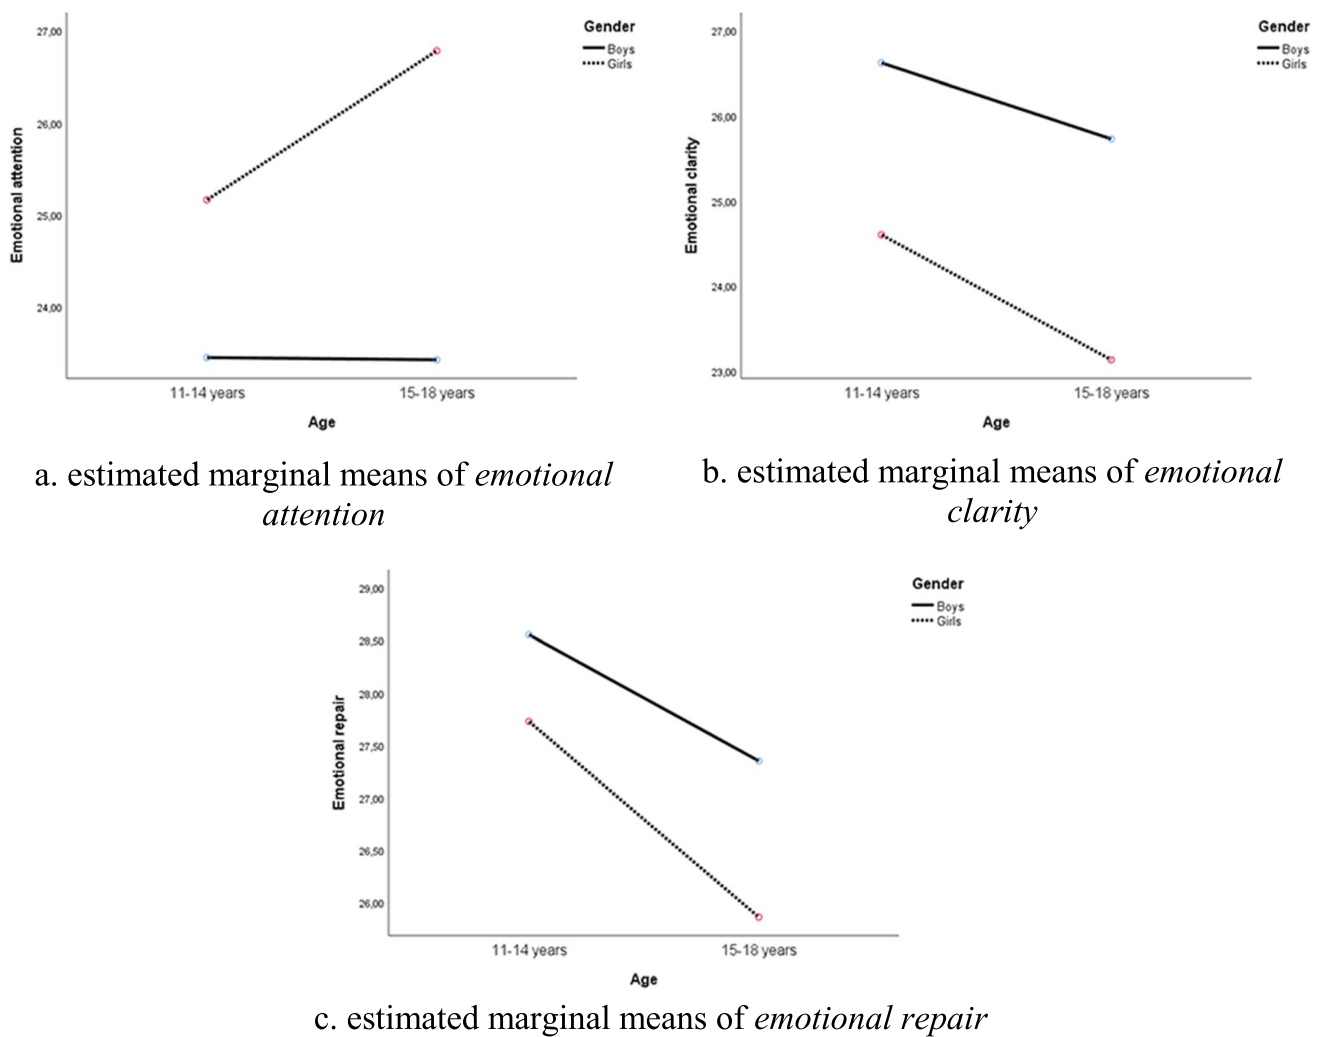 Gender
Boys
Girls
27,00
26,00
25,00
24,00
Emotional attention
11-14 years
15-18 years
Age
a. estimated marginal means of emotional
attention
Gender
Boys
Girls
27,00
26,00
25,00
24,00
23,00
Emotional clarity
11-14 years
15-18 years
Age
b. estimated marginal means of emotional
clarity
Gender
Boys
Girls
29,00
28,50
28,00
27,50
27,00
26,50
26,00
Emotional repair
11-14 years
15-18 years
Age
c. estimated marginal means of emotional repair